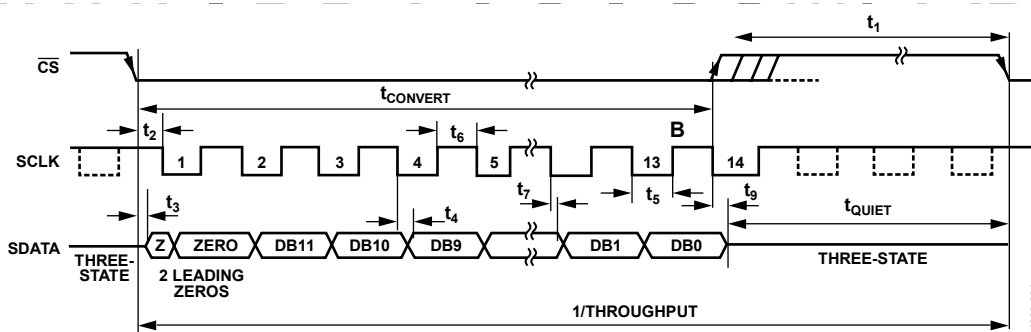 t1
CS
tCONVERT
t2
t6
B
SCLK
1
2
3
4
5
13
14
t3
t4
t7
t5
t9
tQUIET
SDATA
Z
ZERO
DB11
DB10
DB9
DB1
DB0
THREE-STATE
THREE-
STATE
2 LEADING
ZEROS
1/THROUGHPUT